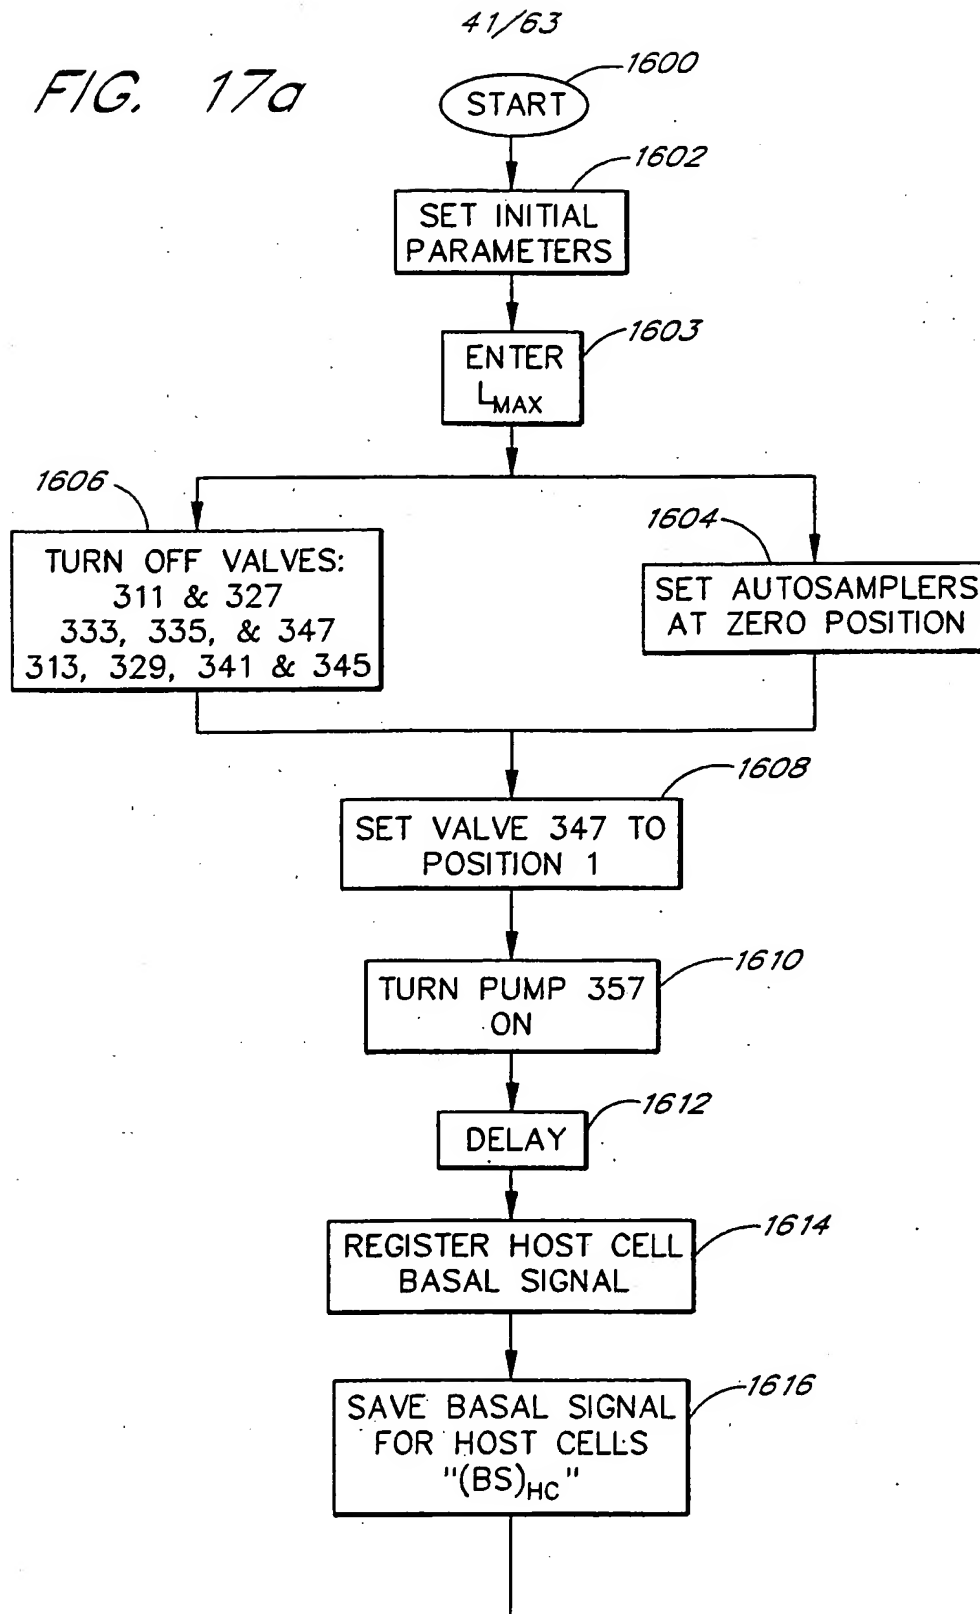 41/63
FIG. 17a
1600
START
1602
SET INITIAL
PARAMETERS
1603
ENTER
LMAX
1606
TURN OFF VALVES:
311 & 327
333, 335, & 347
313, 329, 341 & 345
1604
SET AUTOSAMPLERS
AT ZERO POSITION
1608
SET VALVE 347 TO
POSITION 1
1610
TURN PUMP 357
ON
1612
DELAY
1614
REGISTER HOST CELL
BASAL SIGNAL
1616
SAVE BASAL SIGNAL
FOR HOST CELLS
"(BS)HC"